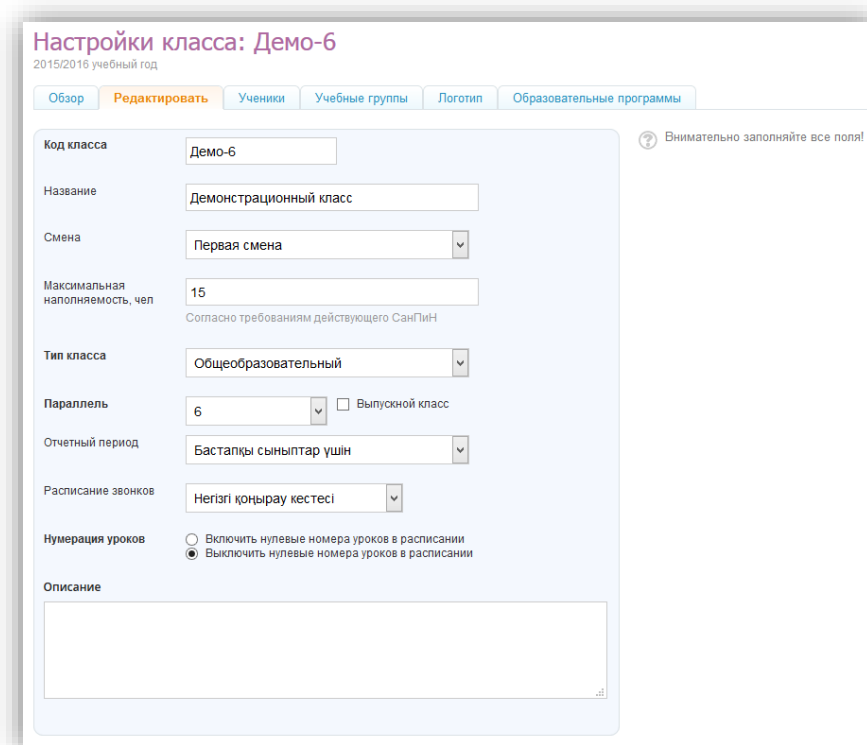 Настройки класса: Демо-6
2015/2016 учебный год
Обзор Редактировать Ученики Учебные группы Логотип Образовательные программы
Код класса Демо-6
Внимательно заполняйте все поля!
Название Демонстрационный класс
Смена Первая смена
Максимальная
наполняемость, чел 15
Согласно требованиям действующего СанПиН
Тип класса Общеобразовательный
Параллель 6 Выпускной класс
Отчетный период Бастапқы сыныптар үшін
Расписание звонков Негізгі қоңырау кестесі
Нумерация уроков Включить нулевые номера уроков в расписании
Выключить нулевые номера уроков в расписании
Описание